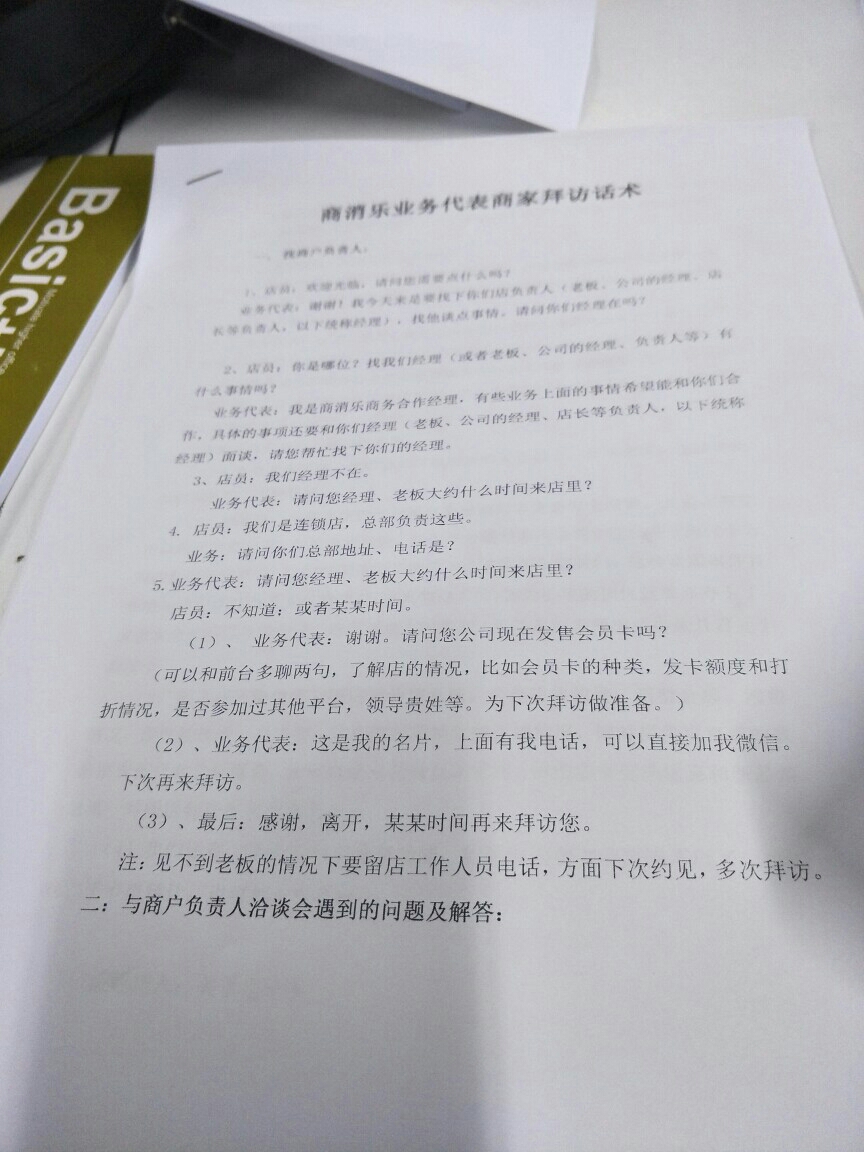 商消乐业务代表商家拜访话术
一、找商户负责人：
1、店员：欢迎光临，请问您需要点什么吗？
业务代表：谢谢！我今天来是要找下你们店负责人（老板、公司的经理、店
长等负责人，以下统称经理），找他谈点事情。请问你们经理在吗？
2、店员：你是哪位？找我们经理（或者老板、公司的经理、负责人等）有
什么事情吗？
业务代表：我是商消乐商务合作经理，有些业务上面的事情希望能和你们合
作，具体的事项还要和你们经理（老板、公司的经理、店长等负责人，以下统称
经理）面谈，请您帮忙找下你们的经理。
3、店员：我们经理不在。
业务代表：请问您经理、老板大约什么时间来店里？
4. 店员：我们是连锁店，总部负责这些。
业务：请问你们总部地址、电话是？
5.业务代表：请问您经理、老板大约什么时间来店里？
店员：不知道；或者某某时间。
（1）、 业务代表：谢谢。请问您公司现在发售会员卡吗？
（可以和前台多聊两句，了解店的情况，比如会员卡的种类，发卡额度和打
折情况，是否参加过其他平台，领导贵姓等。为下次拜访做准备。）
（2）、业务代表：这是我的名片，上面有我电话，可以直接加我微信。
下次再来拜访。
（3）、最后：感谢，离开，某某时间再来拜访您。
注：见不到老板的情况下要留店工作人员电话，方面下次约见，多次拜访。
二：与商户负责人洽谈会遇到的问题及解答：
Basic